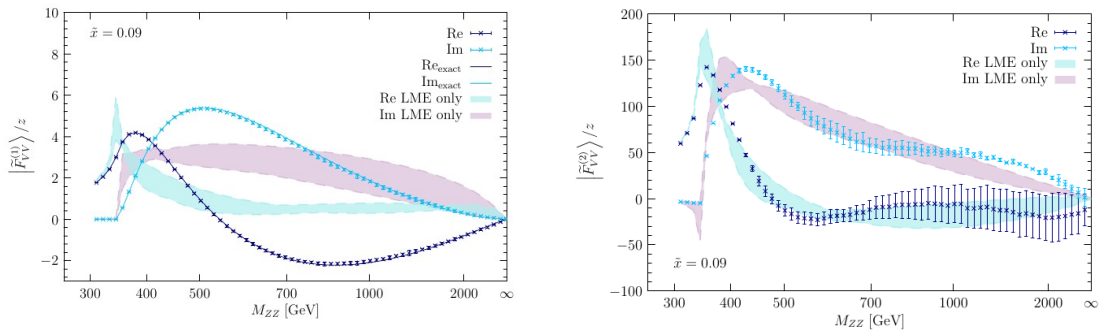 x̃ = 0.09
Re
Im
Re_exact
Im_exact
Re LME only
Im LME only
10
8
6
4
2
0
−2
|F̃_VV^(1)⟩/z
300 400 500 700 1000 2000 ∞
M_ZZ [GeV]
Re
Im
Re LME only
Im LME only
200
150
100
50
0
−50
−100
|F̃_VV^(2)⟩/z
x̃ = 0.09
300 400 500 700 1000 2000 ∞
M_ZZ [GeV]